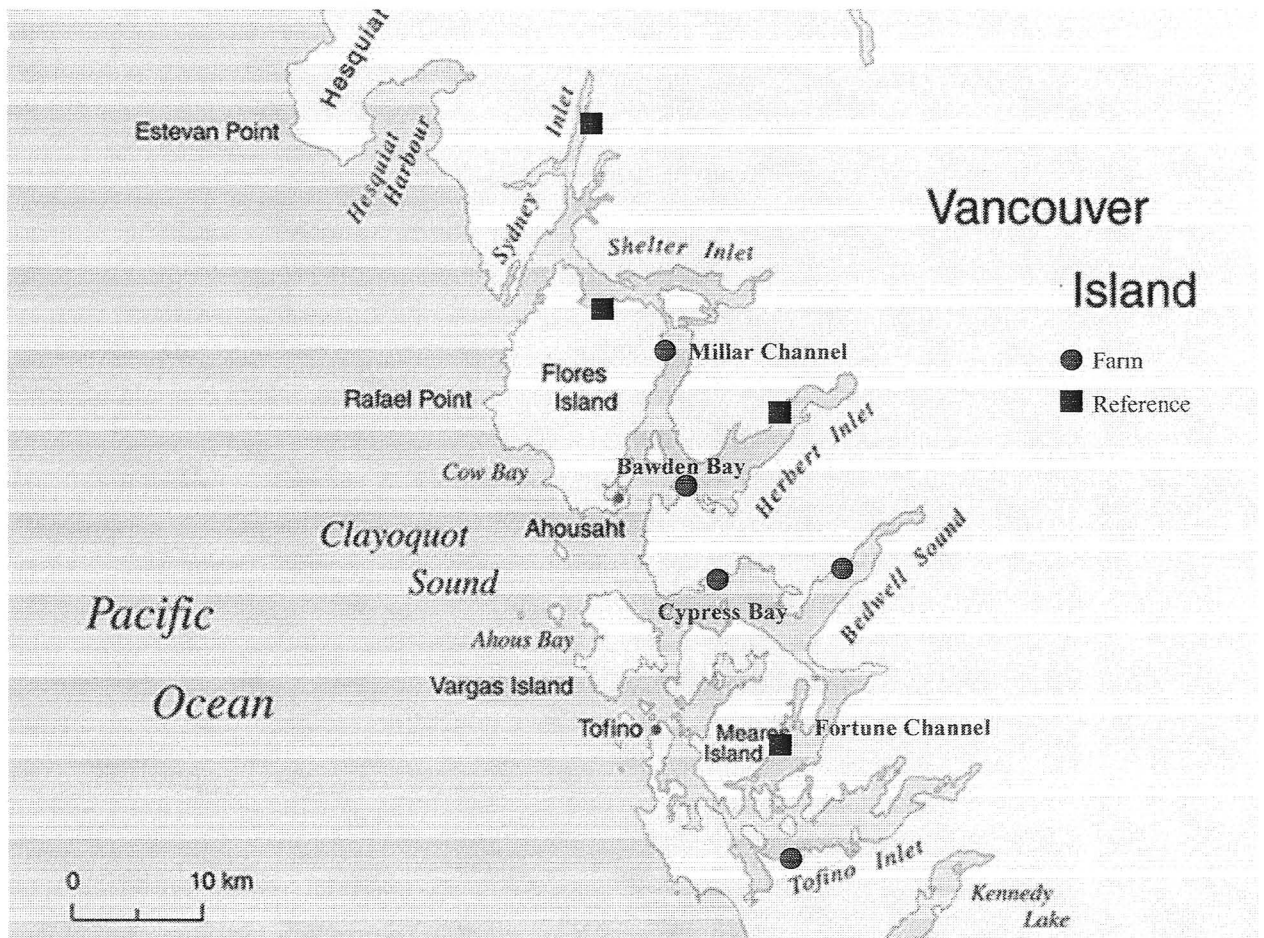 Hesquiat
Estevan Point
Hesquiat
Harbour
Inlet
Sydney
Shelter Inlet
Vancouver
Island
Farm
Reference
Millar Channel
Flores
Island
Rafael Point
Herbert Inlet
Cow Bay
Bawden Bay
Ahousaht
Clayoquot
Sound
Pacific
Ocean
Cypress Bay
Bedwell Sound
Ahous Bay
Vargas Island
Tofino
Meares
Island
Fortune Channel
Tofino Inlet
Kennedy
Lake
0 10 km